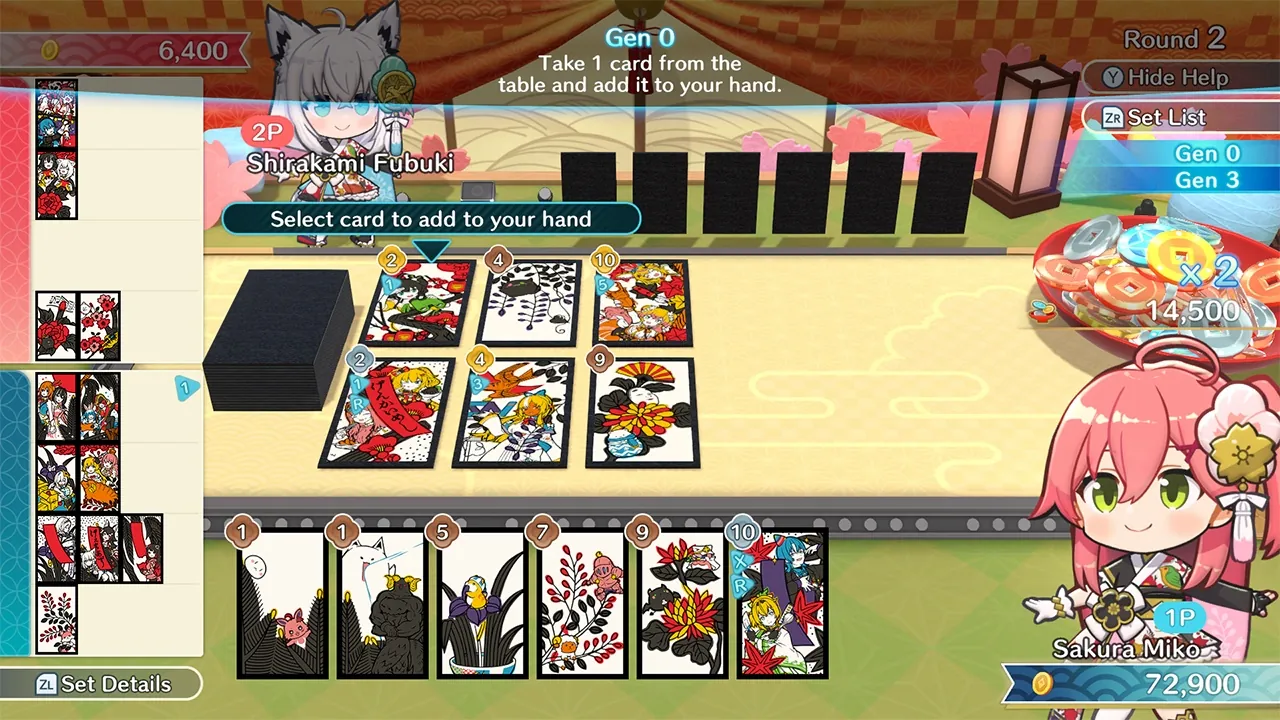 6,400
Gen 0
Take 1 card from the
table and add it to your hand.
Round 2
Y Hide Help
ZR Set List
Gen 0
Gen 3
2P
Shirakami Fubuki
Select card to add to your hand
x 2
14,500
2
1
4
10
5
2
1
R
4
3
9
1
1
1
5
7
9
10
X
R
1P
Sakura Miko
72,900
ZL Set Details